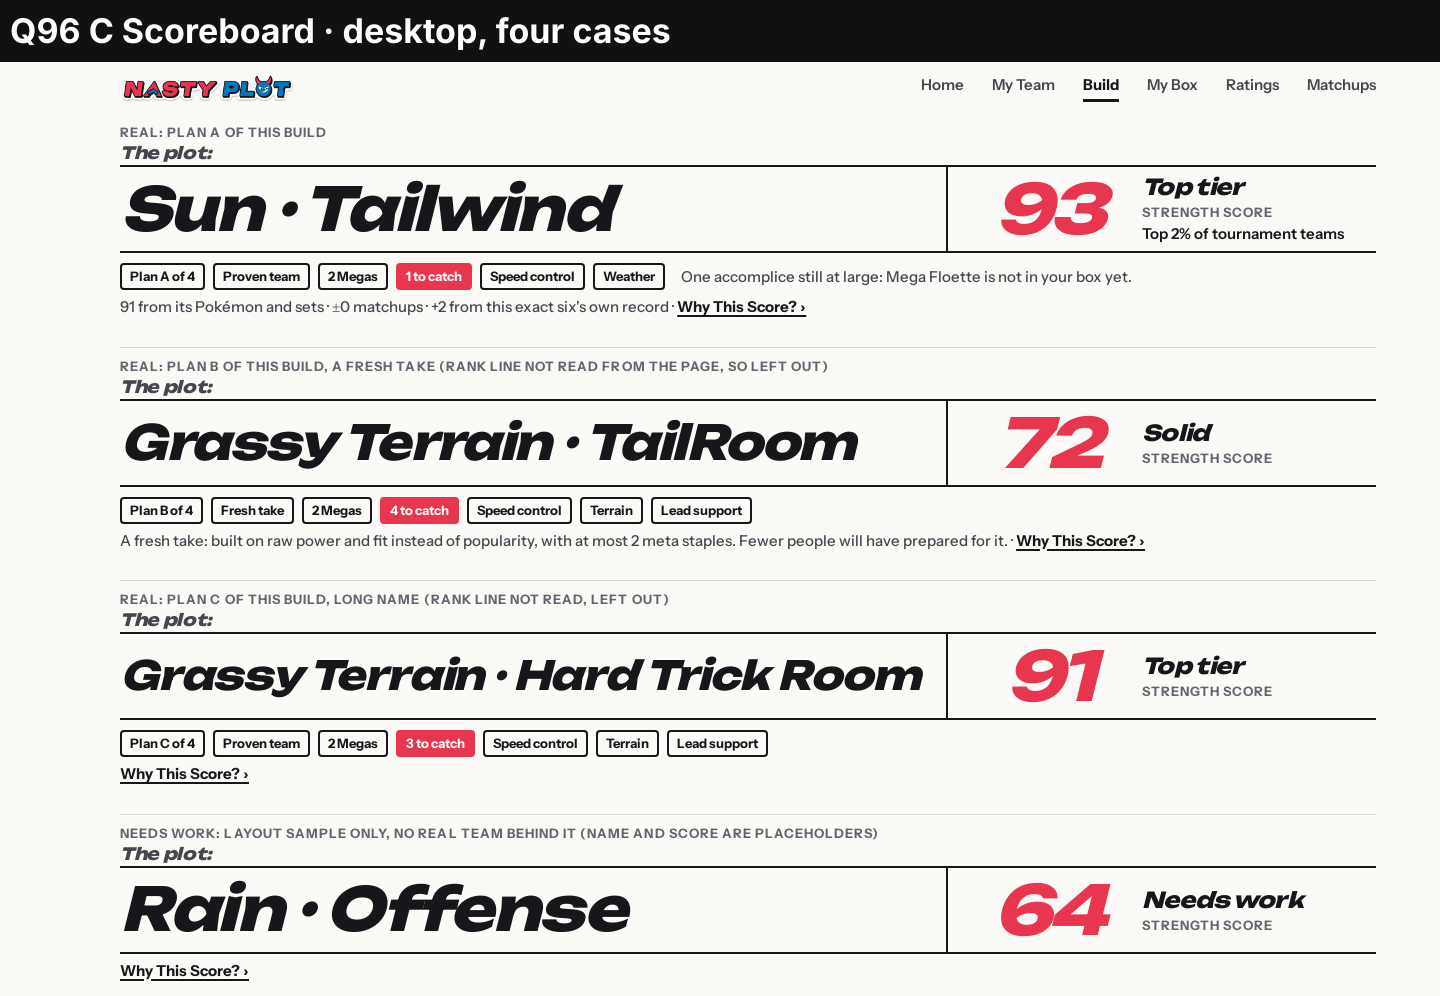 Q96 C Scoreboard · desktop, four cases
NASTY PLOT
Home My Team Build My Box Ratings Matchups
REAL: PLAN A OF THIS BUILD
The plot:
Sun · Tailwind
93
Top tier
STRENGTH SCORE
Top 2% of tournament teams
Plan A of 4 Proven team 2 Megas 1 to catch Speed control Weather One accomplice still at large: Mega Floette is not in your box yet.
91 from its Pokémon and sets · ±0 matchups · +2 from this exact six's own record · Why This Score? ›
REAL: PLAN B OF THIS BUILD, A FRESH TAKE (RANK LINE NOT READ FROM THE PAGE, SO LEFT OUT)
The plot:
Grassy Terrain · TailRoom
72
Solid
STRENGTH SCORE
Plan B of 4 Fresh take 2 Megas 4 to catch Speed control Terrain Lead support
A fresh take: built on raw power and fit instead of popularity, with at most 2 meta staples. Fewer people will have prepared for it. · Why This Score? ›
REAL: PLAN C OF THIS BUILD, LONG NAME (RANK LINE NOT READ, LEFT OUT)
The plot:
Grassy Terrain · Hard Trick Room
91
Top tier
STRENGTH SCORE
Plan C of 4 Proven team 2 Megas 3 to catch Speed control Terrain Lead support
Why This Score? ›
NEEDS WORK: LAYOUT SAMPLE ONLY, NO REAL TEAM BEHIND IT (NAME AND SCORE ARE PLACEHOLDERS)
The plot:
Rain · Offense
64
Needs work
STRENGTH SCORE
Why This Score? ›